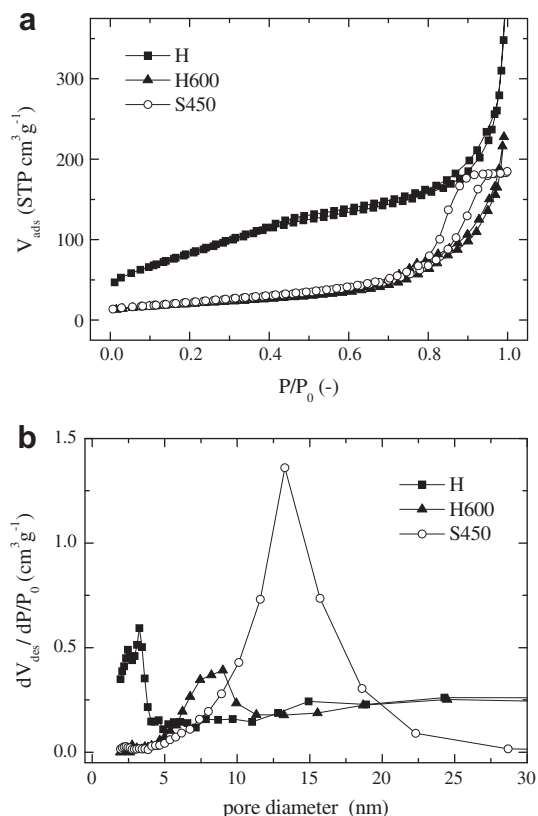 a
H
H600
S450
300
200
100
0
V_ads (STP cm³g⁻¹)
0.0 0.2 0.4 0.6 0.8 1.0
P/P₀ (-)
b
H
H600
S450
1.5
1.0
0.5
0.0
dV_des / dP/P₀ (cm³g⁻¹)
0 5 10 15 20 25 30
pore diameter (nm)